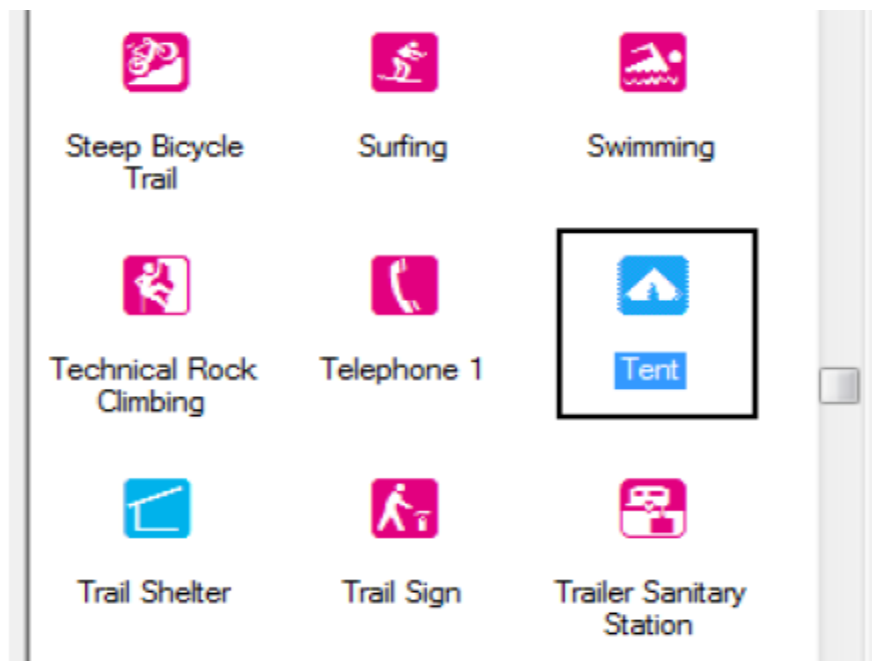 Steep Bicycle
Trail
Surfing
Swimming
Technical Rock
Climbing
Telephone 1
Tent
Trail Shelter
Trail Sign
Trailer Sanitary
Station